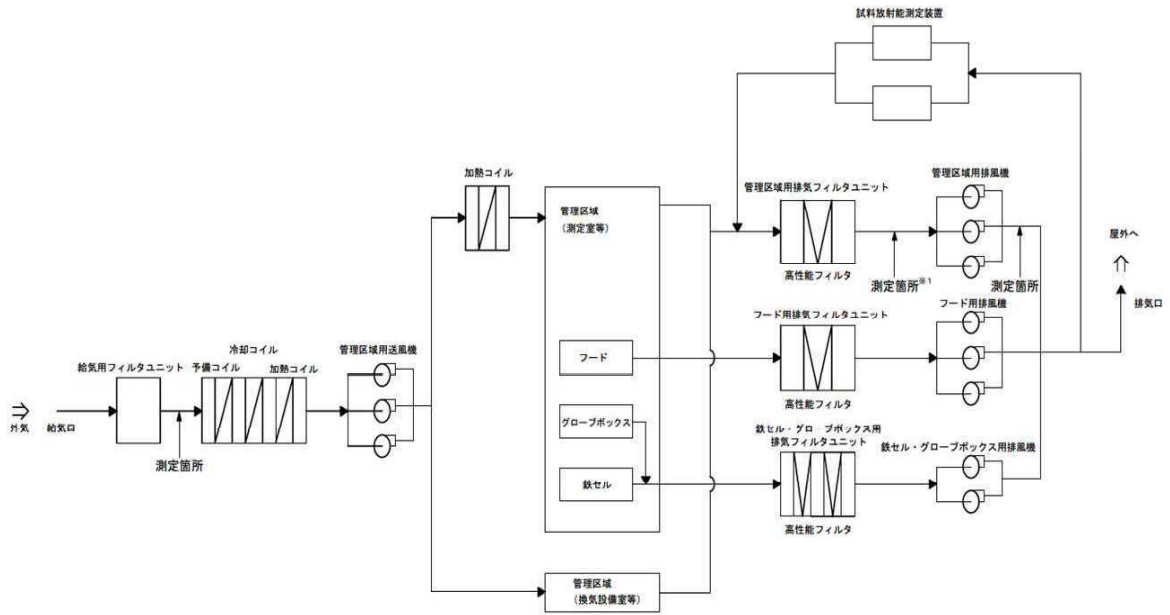 試料放射能測定装置
加熱コイル
管理区域
（測定室等）
管理区域用排気フィルタユニット
高性能フィルタ
測定箇所※1
管理区域用排風機
測定箇所
屋外へ
排気口
フード用排気フィルタユニット
高性能フィルタ
フード用排風機
フード
グローブボックス
鉄セル
鉄セル・グローブボックス用
排気フィルタユニット
高性能フィルタ
鉄セル・グローブボックス用排風機
外気
給気口
給気用フィルタユニット
測定箇所
冷却コイル
予備コイル
加熱コイル
管理区域用送風機
管理区域
（換気設備室等）